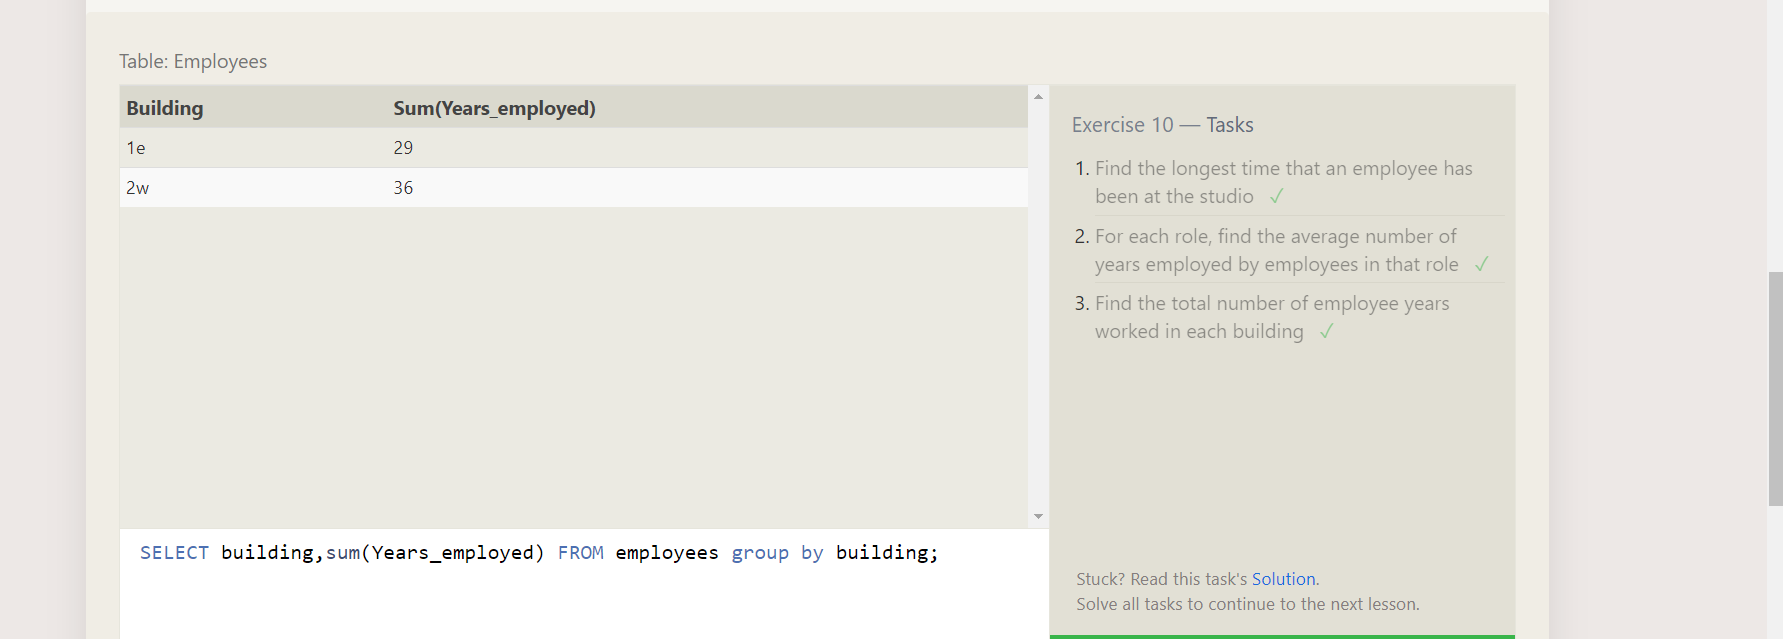 Table: Employees
Building Sum(Years_employed)
1e 29
2w 36
SELECT building,sum(Years_employed) FROM employees group by building;
Exercise 10 — Tasks
1. Find the longest time that an employee has
been at the studio ✓
2. For each role, find the average number of
years employed by employees in that role ✓
3. Find the total number of employee years
worked in each building ✓
Stuck? Read this task's Solution.
Solve all tasks to continue to the next lesson.